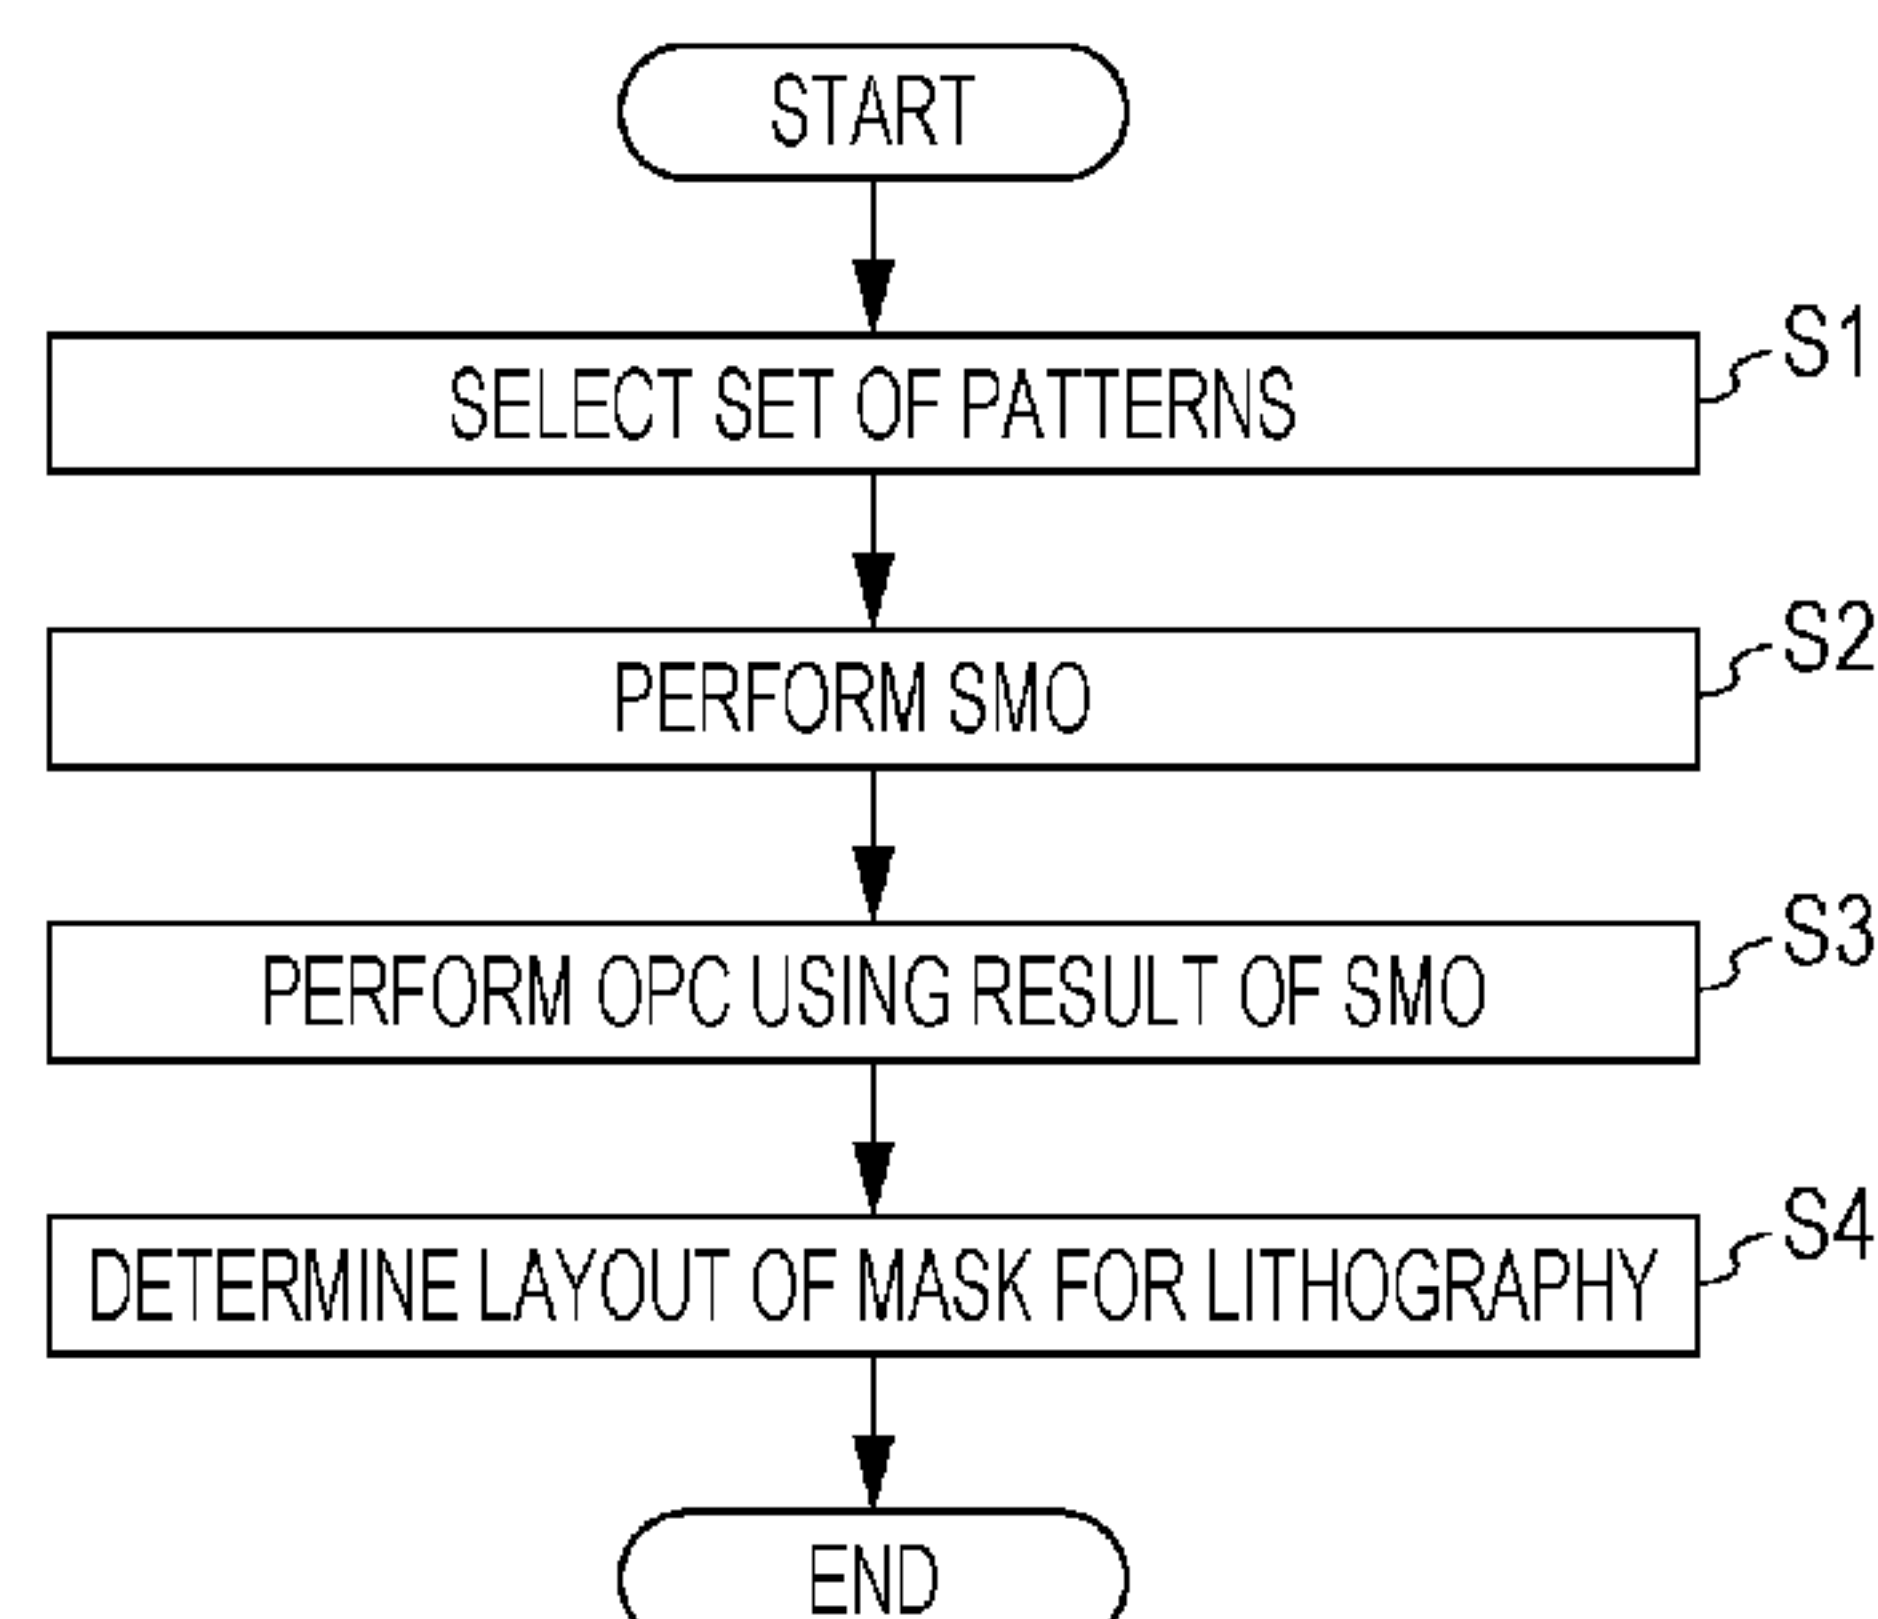 START
SELECT SET OF PATTERNS
S1
PERFORM SMO
S2
PERFORM OPC USING RESULT OF SMO
S3
DETERMINE LAYOUT OF MASK FOR LITHOGRAPHY
S4
END